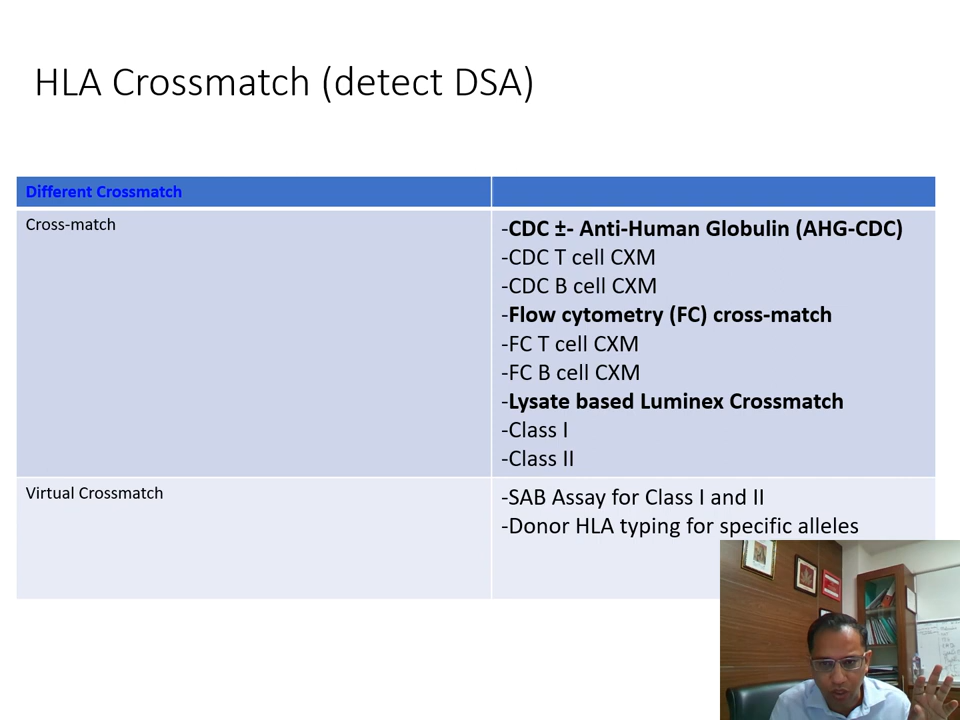 HLA Crossmatch (detect DSA)
Different Crossmatch
Cross-match
-CDC ±- Anti-Human Globulin (AHG-CDC)
-CDC T cell CXM
-CDC B cell CXM
-Flow cytometry (FC) cross-match
-FC T cell CXM
-FC B cell CXM
-Lysate based Luminex Crossmatch
-Class I
-Class II
Virtual Crossmatch
-SAB Assay for Class I and II
-Donor HLA typing for specific alleles